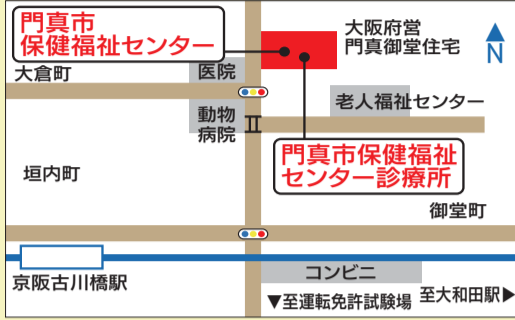 門真市
保健福祉センター
大阪府営
門真御堂住宅
N
大倉町
医院
老人福祉センター
動物
病院
門真市保健福祉
センター診療所
垣内町
御堂町
京阪古川橋駅
コンビニ
▼至運転免許試験場
至大和田駅▶